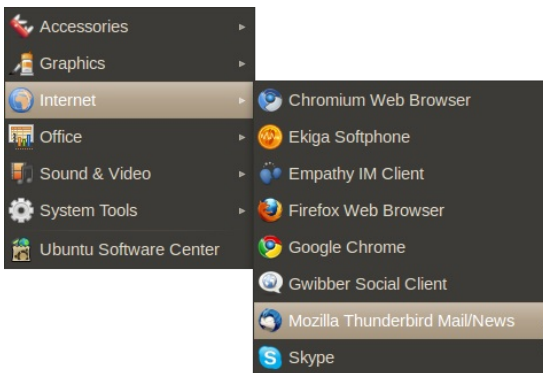 Accessories
Graphics
Internet
Office
Sound & Video
System Tools
Ubuntu Software Center
Chromium Web Browser
Ekiga Softphone
Empathy IM Client
Firefox Web Browser
Google Chrome
Gwibber Social Client
Mozilla Thunderbird Mail/News
Skype